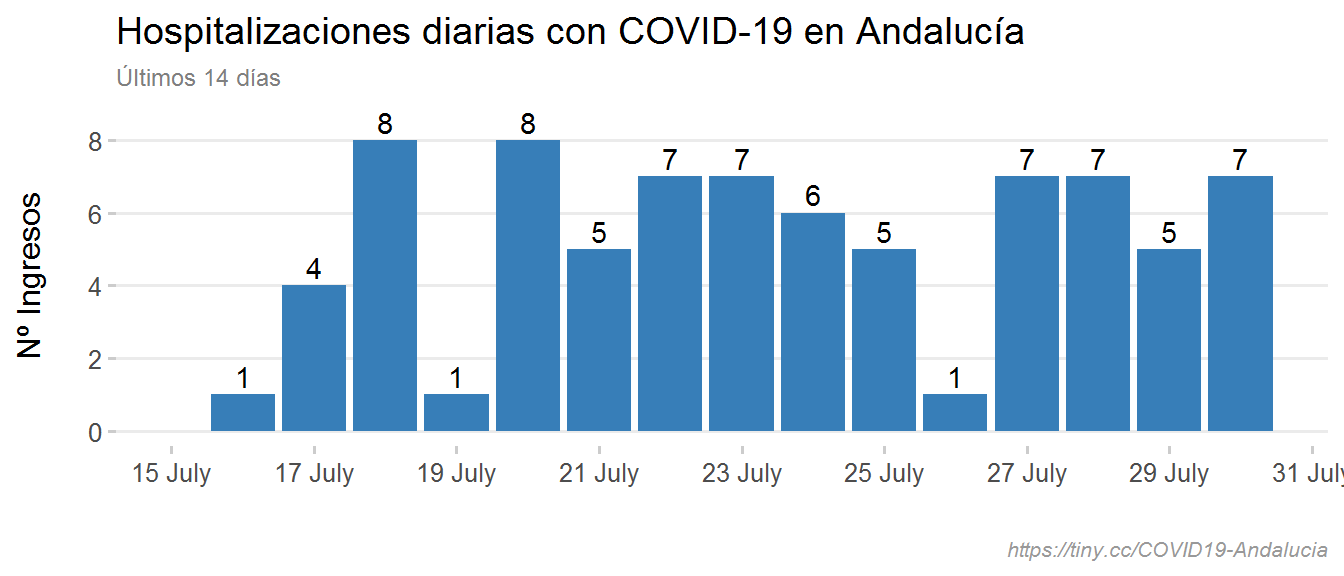 Hospitalizaciones diarias con COVID-19 en Andalucía
Últimos 14 días
Nº Ingresos
8
6
4
2
0
1
4
8
1
8
5
7
7
6
5
1
7
7
5
7
15 July
17 July
19 July
21 July
23 July
25 July
27 July
29 July
31 July
https://tiny.cc/COVID19-Andalucia